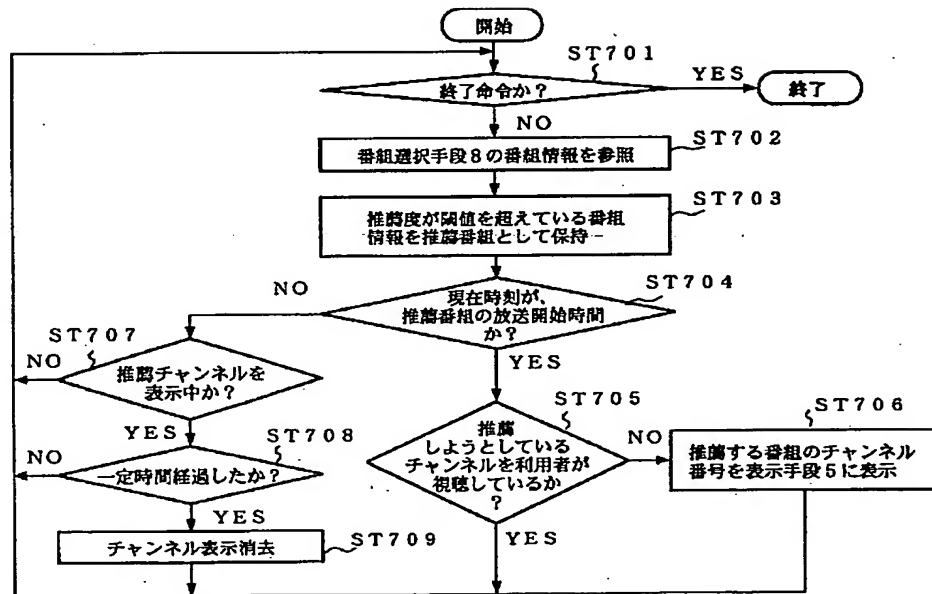 開始
ST701
終了命令か？
YES
終了
NO
ST702
番組選択手段8の番組情報を参照
ST703
推薦度が閾値を超えている番組
情報を推薦番組として保持
ST704
NO
現在時刻が、
推薦番組の放送開始時間
か？
ST707
YES
NO
推薦チャンネルを
表示中か？
ST705
ST706
YES
ST708
推薦
しようとしている
チャンネルを利用者が
視聴しているか
？
NO
推薦する番組のチャンネル
番号を表示手段5に表示
NO
一定時間経過したか？
YES
YES
チャンネル表示消去
ST709